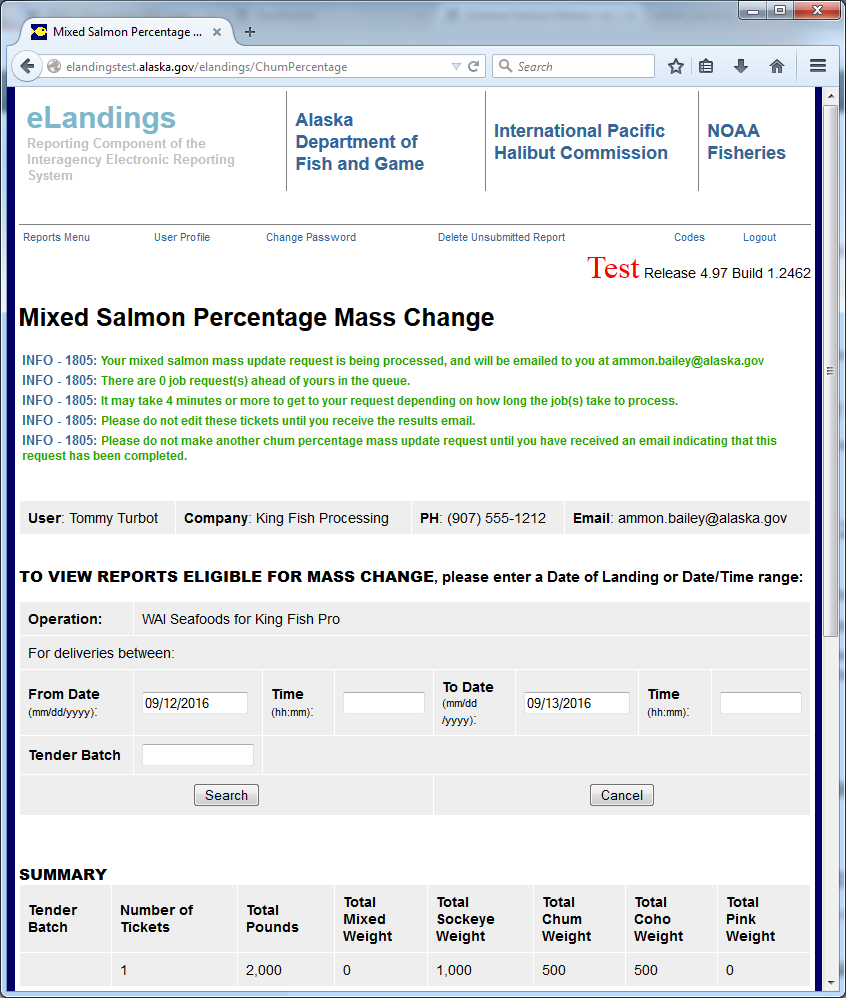 Mixed Salmon Percentage ...
elandingstest.alaska.gov/elandings/ChumPercentage
Search
eLandings
Reporting Component of the
Interagency Electronic Reporting
System
Alaska
Department of
Fish and Game
International Pacific
Halibut Commission
NOAA
Fisheries
Reports Menu User Profile Change Password Delete Unsubmitted Report Codes Logout
Test Release 4.97 Build 1.2462
Mixed Salmon Percentage Mass Change
INFO - 1805: Your mixed salmon mass update request is being processed, and will be emailed to you at ammon.bailey@alaska.gov
INFO - 1805: There are 0 job request(s) ahead of yours in the queue.
INFO - 1805: It may take 4 minutes or more to get to your request depending on how long the job(s) take to process.
INFO - 1805: Please do not edit these tickets until you receive the results email.
INFO - 1805: Please do not make another chum percentage mass update request until you have received an email indicating that this
request has been completed.
User: Tommy Turbot Company: King Fish Processing PH: (907) 555-1212 Email: ammon.bailey@alaska.gov
TO VIEW REPORTS ELIGIBLE FOR MASS CHANGE, please enter a Date of Landing or Date/Time range:
Operation: WAI Seafoods for King Fish Pro
For deliveries between:
From Date
(mm/dd/yyyy):
09/12/2016
Time
(hh:mm):
To Date
(mm/dd
/yyyy):
09/13/2016
Time
(hh:mm):
Tender Batch
Search Cancel
SUMMARY
Tender
Batch
Number of
Tickets
Total
Pounds
Total
Mixed
Weight
Total
Sockeye
Weight
Total
Chum
Weight
Total
Coho
Weight
Total
Pink
Weight
1 2,000 0 1,000 500 500 0